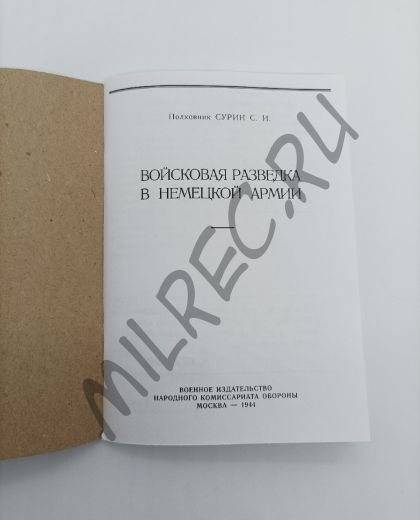 Полковник СУРИН С. И.
ВОЙСКОВАЯ РАЗВЕДКА
В НЕМЕЦКОЙ АРМИИ
ВОЕННОЕ ИЗДАТЕЛЬСТВО
НАРОДНОГО КОМИССАРИАТА ОБОРОНЫ
МОСКВА — 1944
MILREC.RU